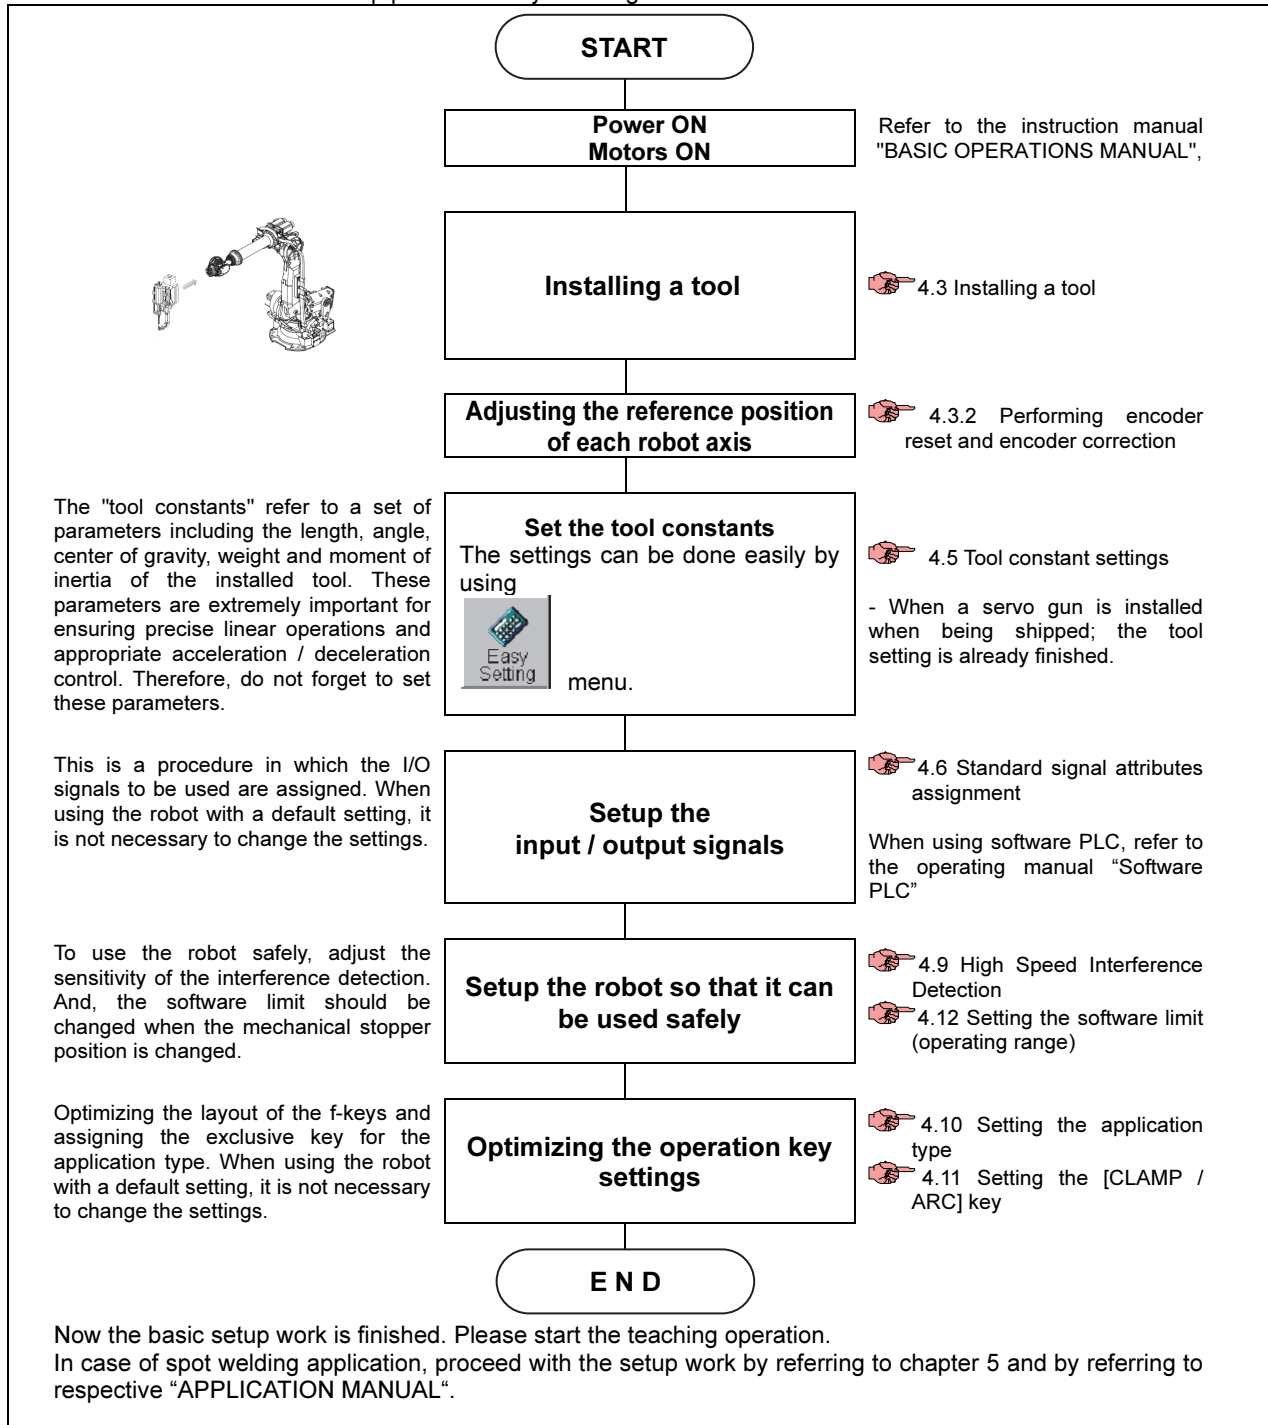 START
Power ON
Motors ON
Refer to the instruction manual
"BASIC OPERATIONS MANUAL",
Installing a tool
4.3 Installing a tool
Adjusting the reference position
of each robot axis
4.3.2 Performing encoder
reset and encoder correction
The "tool constants" refer to a set of
parameters including the length, angle,
center of gravity, weight and moment of
inertia of the installed tool. These
parameters are extremely important for
ensuring precise linear operations and
appropriate acceleration / deceleration
control. Therefore, do not forget to set
these parameters.
Set the tool constants
The settings can be done easily by
using
Easy
Setting
menu.
4.5 Tool constant settings
- When a servo gun is installed
when being shipped; the tool
setting is already finished.
This is a procedure in which the I/O
signals to be used are assigned. When
using the robot with a default setting, it
is not necessary to change the settings.
Setup the
input / output signals
4.6 Standard signal attributes
assignment
When using software PLC, refer to
the operating manual “Software
PLC”
To use the robot safely, adjust the
sensitivity of the interference detection.
And, the software limit should be
changed when the mechanical stopper
position is changed.
Setup the robot so that it can
be used safely
4.9 High Speed Interference
Detection
4.12 Setting the software limit
(operating range)
Optimizing the layout of the f-keys and
assigning the exclusive key for the
application type. When using the robot
with a default setting, it is not necessary
to change the settings.
Optimizing the operation key
settings
4.10 Setting the application
type
4.11 Setting the [CLAMP /
ARC] key
E N D
Now the basic setup work is finished. Please start the teaching operation.
In case of spot welding application, proceed with the setup work by referring to chapter 5 and by referring to
respective “APPLICATION MANUAL“.